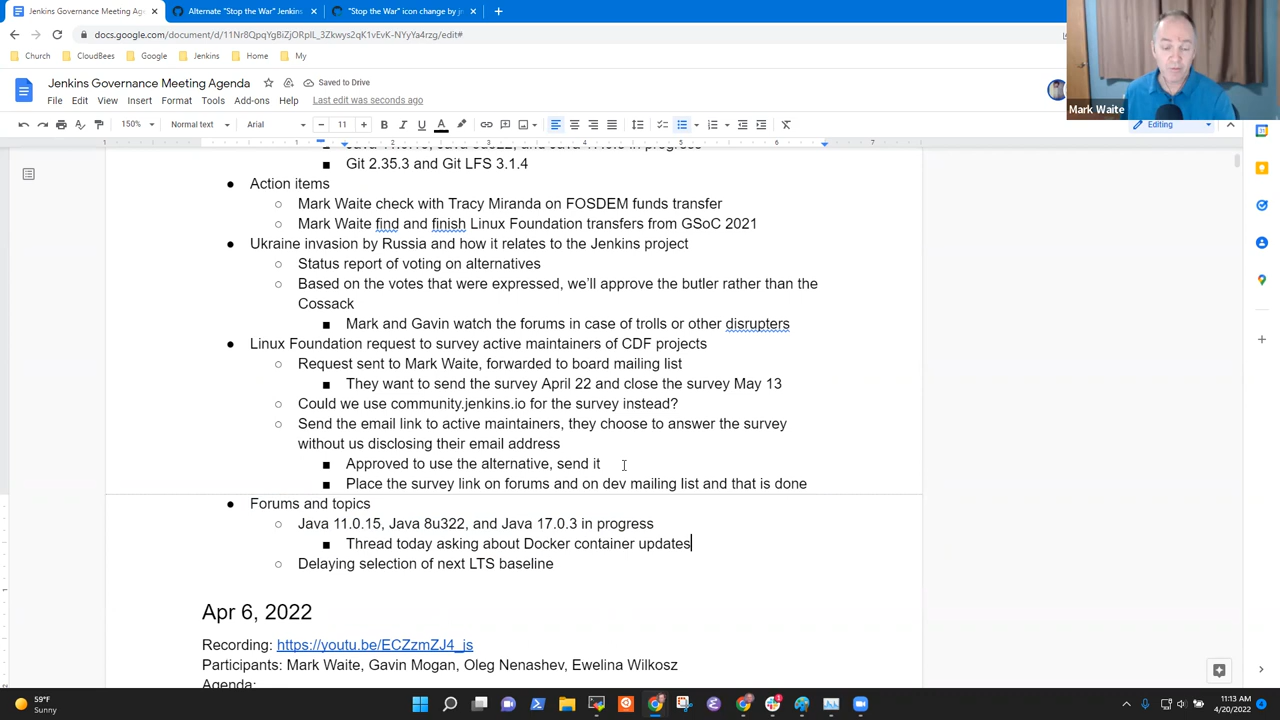 Jenkins Governance Meeting Age
Alternate "Stop the War" Jenkins
"Stop the War" icon change by jr
docs.google.com/document/d/11Nr8QpqYgBiZjORpIL_3Zkwys2qK1vEvK-NYyYa4rzg/edit#
Church CloudBees Google Jenkins Home My
Jenkins Governance Meeting Agenda
Saved to Drive
File Edit View Insert Format Tools Add-ons Help Last edit was seconds ago
150% Normal text Arial 11
Editing
Mark Waite
1 1 2 3 4 5 6 7
Git 2.35.3 and Git LFS 3.1.4
Action items
Mark Waite check with Tracy Miranda on FOSDEM funds transfer
Mark Waite find and finish Linux Foundation transfers from GSoC 2021
Ukraine invasion by Russia and how it relates to the Jenkins project
Status report of voting on alternatives
Based on the votes that were expressed, we'll approve the butler rather than the
Cossack
Mark and Gavin watch the forums in case of trolls or other disrupters
Linux Foundation request to survey active maintainers of CDF projects
Request sent to Mark Waite, forwarded to board mailing list
They want to send the survey April 22 and close the survey May 13
Could we use community.jenkins.io for the survey instead?
Send the email link to active maintainers, they choose to answer the survey
without us disclosing their email address
Approved to use the alternative, send it
Place the survey link on forums and on dev mailing list and that is done
Forums and topics
Java 11.0.15, Java 8u322, and Java 17.0.3 in progress
Thread today asking about Docker container updates
Delaying selection of next LTS baseline
Apr 6, 2022
Recording: https://youtu.be/ECZzmZJ4_js
Participants: Mark Waite, Gavin Mogan, Oleg Nenashev, Ewelina Wilkosz
Agenda:
59°F
Sunny
11:13 AM
4/20/2022